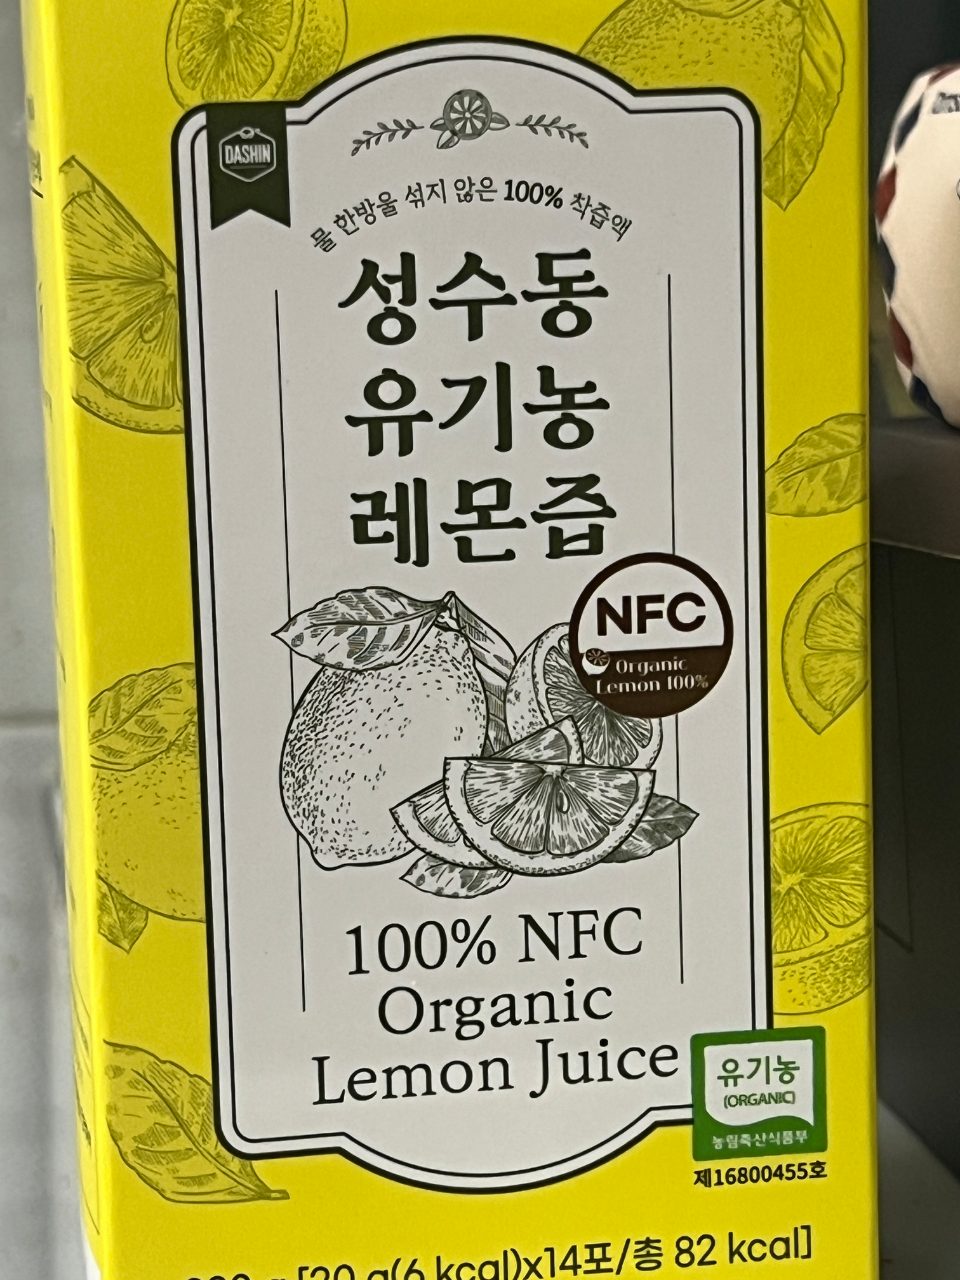 DASHIN
물 한방울 섞지 않은 100% 착즙액
성수동
유기농
레몬즙
NFC
Organic
Lemon 100%
100% NFC
Organic
Lemon Juice
유기농
(ORGANIC)
농림축산식품부
제16800455호
[20 g(6 kcal)x14포/총 82 kcal]